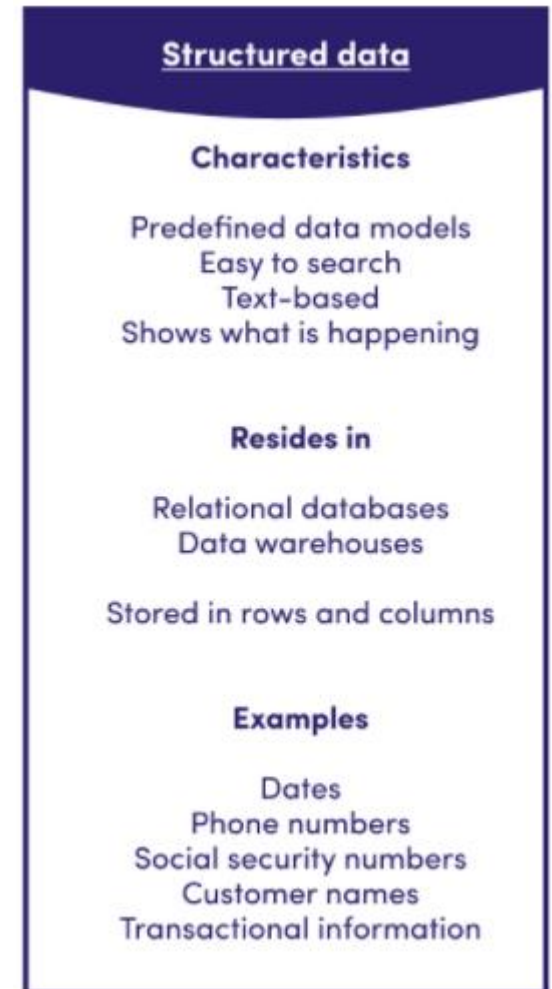 Structured data
Characteristics
Predefined data models
Easy to search
Text-based
Shows what is happening
Resides in
Relational databases
Data warehouses
Stored in rows and columns
Examples
Dates
Phone numbers
Social security numbers
Customer names
Transactional information